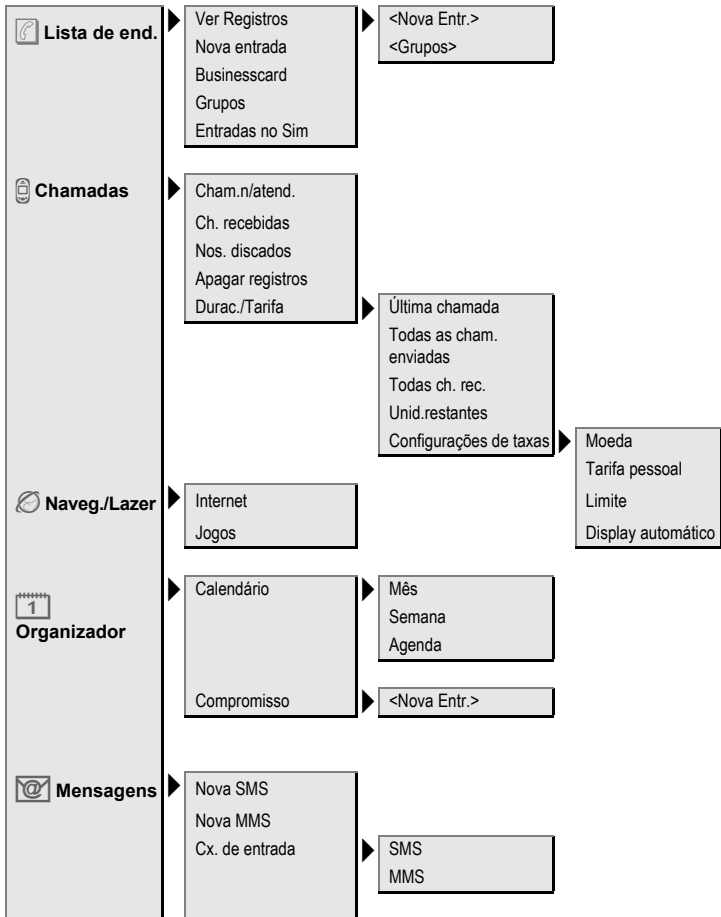 Lista de end.
Ver Registros
Nova entrada
Businesscard
Grupos
Entradas no Sim
<Nova Entr.>
<Grupos>
Chamadas
Cham.n/atend.
Ch. recebidas
Nos. discados
Apagar registros
Durac./Tarifa
Última chamada
Todas as cham.
enviadas
Todas ch. rec.
Unid.restantes
Configurações de taxas
Moeda
Tarifa pessoal
Limite
Display automático
Naveg./Lazer
Internet
Jogos
1
Organizador
Calendário
Mês
Semana
Agenda
Compromisso
<Nova Entr.>
@
Mensagens
Nova SMS
Nova MMS
Cx. de entrada
SMS
MMS